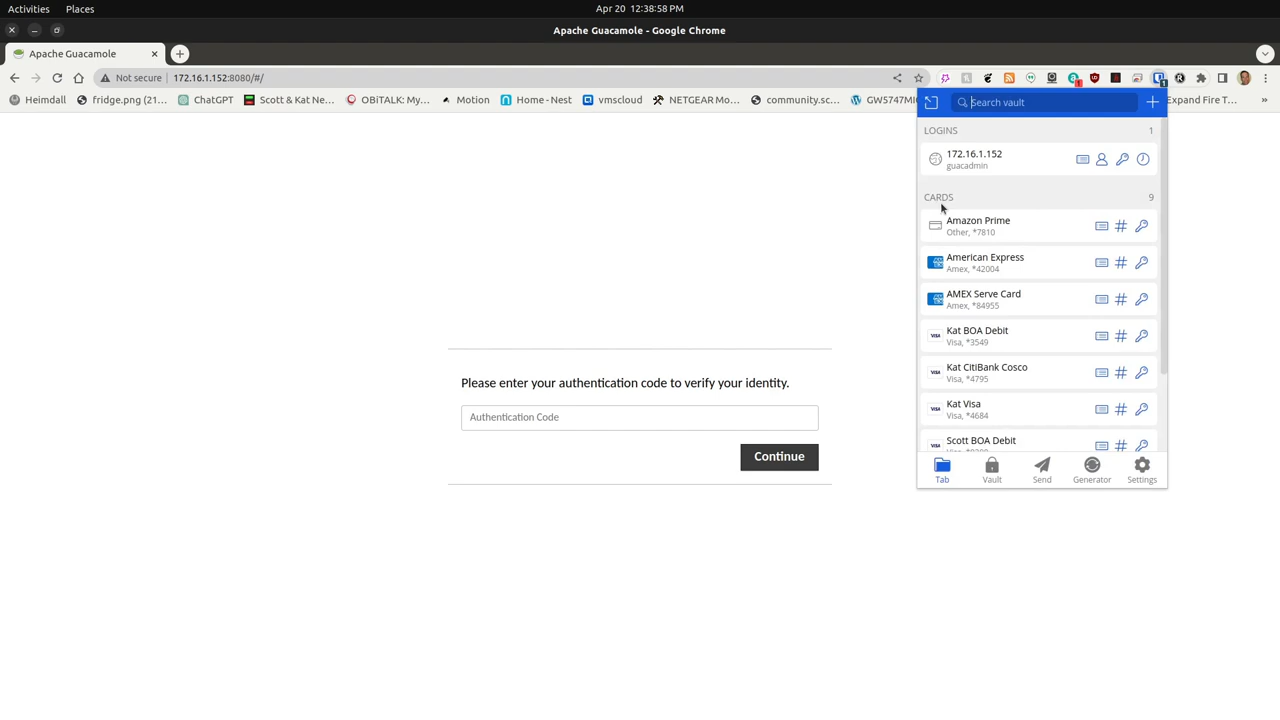 Activities Places Apr 20 12:38:58 PM
Apache Guacamole - Google Chrome
Apache Guacamole
Not secure 172.16.1.152:8080/#/
Heimdall fridge.png (21... ChatGPT Scott & Kat Ne... OBiTALK: My... Motion Home - Nest vmscloud NETGEAR Mo... community.sc... Expand Fire T...
Search vault
LOGINS 1
172.16.1.152
guacadmin
CARDS 9
Amazon Prime
Other, *7810
American Express
Amex, *42004
AMEX Serve Card
Amex, *84955
Kat BOA Debit
Visa, *3549
Kat CitiBank Cosco
Visa, *4795
Kat Visa
Visa, *4684
Scott BOA Debit
Tab Vault Send Generator Settings
Please enter your authentication code to verify your identity.
Authentication Code
Continue